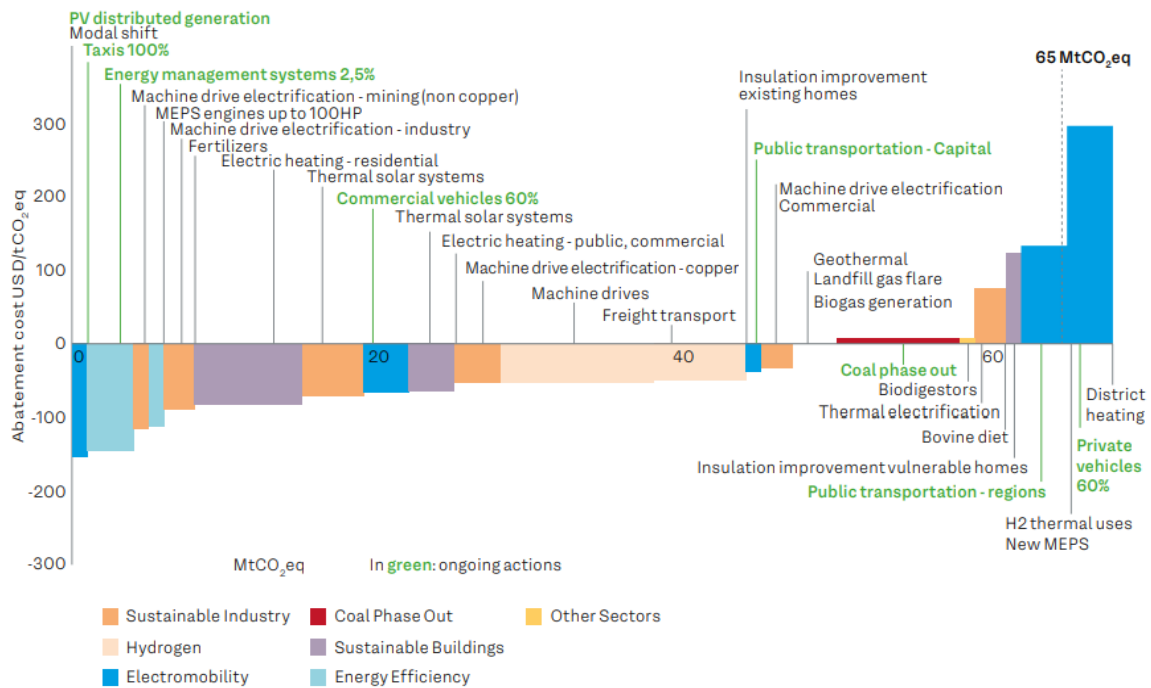 PV distributed generation
Modal shift
Taxis 100%
Energy management systems 2,5%
Machine drive electrification - mining (non copper)
MEPS engines up to 100HP
Machine drive electrification - industry
Fertilizers
Electric heating - residential
Thermal solar systems
Commercial vehicles 60%
Thermal solar systems
Electric heating - public, commercial
Machine drive electrification - copper
Machine drives
Freight transport
Insulation improvement
existing homes
Public transportation - Capital
Machine drive electrification
Commercial
Geothermal
Landfill gas flare
Biogas generation
65 MtCO₂eq
Abatement cost USD/tCO₂eq
300
200
100
0
-100
-200
-300
0
20
40
60
Coal phase out
Biodigestors
Thermal electrification
Bovine diet
Insulation improvement vulnerable homes
Public transportation - regions
H2 thermal uses
New MEPS
Private
vehicles
60%
District
heating
MtCO₂eq
In green: ongoing actions
Sustainable Industry
Coal Phase Out
Other Sectors
Hydrogen
Sustainable Buildings
Electromobility
Energy Efficiency